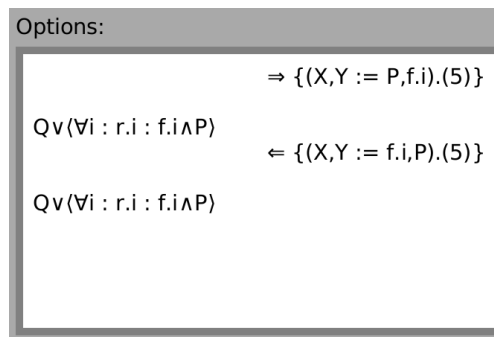 Options:
⇒ {(X,Y := P,f.i).(5)}
Q∨⟨∀i : r.i : f.i∧P⟩
⇐ {(X,Y := f.i,P).(5)}
Q∨⟨∀i : r.i : f.i∧P⟩